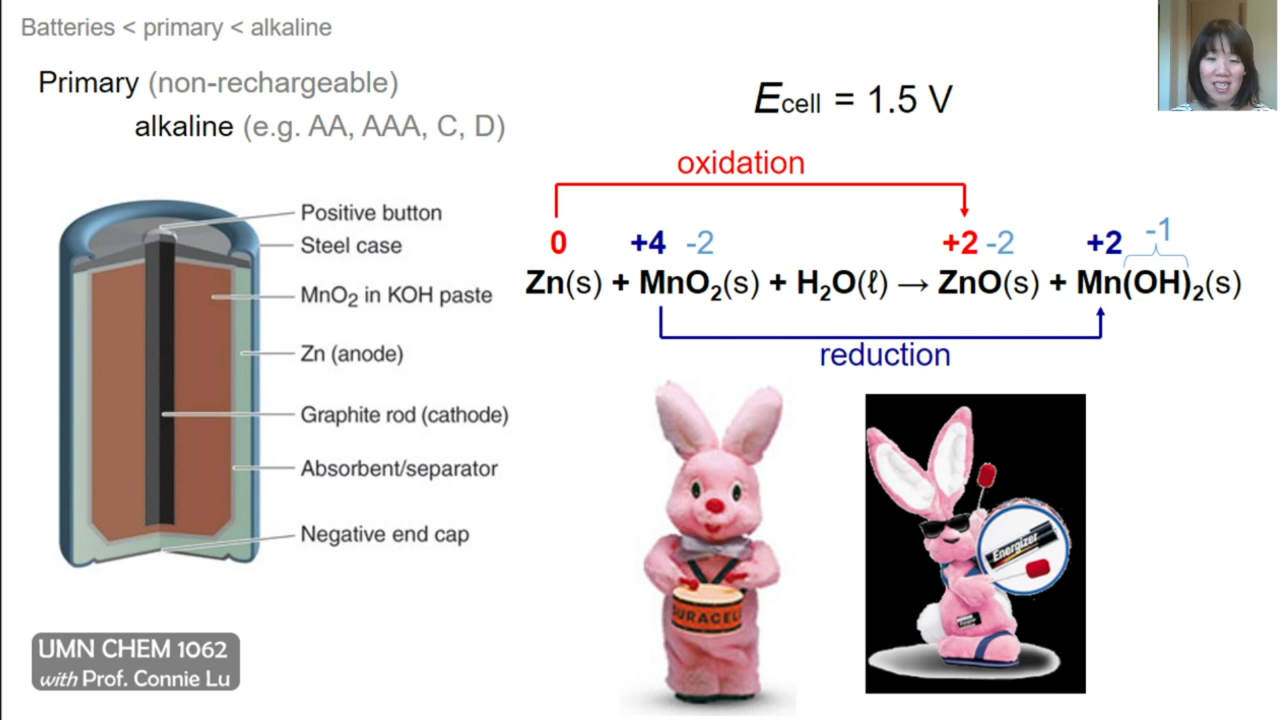 Batteries < primary < alkaline
Primary (non-rechargeable)
alkaline (e.g. AA, AAA, C, D)
Ecell = 1.5 V
oxidation
0 +4 -2 +2 -2 +2 -1
Zn(s) + MnO₂(s) + H₂O(ℓ) → ZnO(s) + Mn(OH)₂(s)
reduction
Positive button
Steel case
MnO₂ in KOH paste
Zn (anode)
Graphite rod (cathode)
Absorbent/separator
Negative end cap
DURACELL
Energizer
UMN CHEM 1062
with Prof. Connie Lu